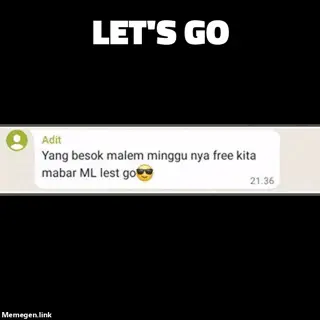 LET'S GO
Adit
Yang besok malem minggu nya free kita
mabar ML lest go😎
21.36
Memegen.link